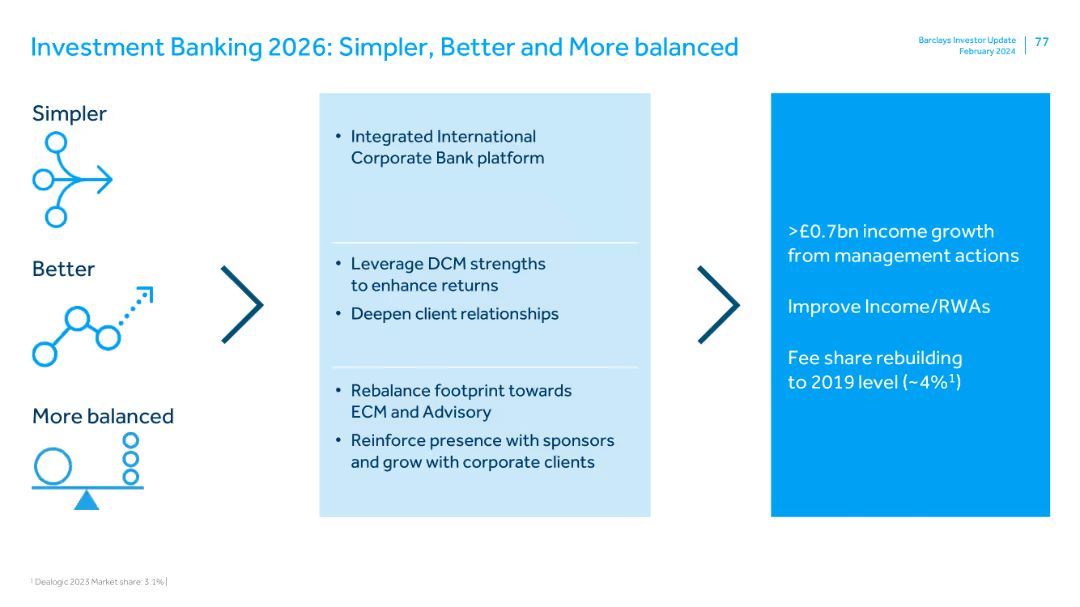 Investment Banking 2026: Simpler, Better and More balanced
Barclays Investor Update
February 2024
77
Simpler
Better
More balanced
• Integrated International
Corporate Bank platform
• Leverage DCM strengths
to enhance returns
• Deepen client relationships
• Rebalance footprint towards
ECM and Advisory
• Reinforce presence with sponsors
and grow with corporate clients
>£0.7bn income growth
from management actions
Improve Income/RWAs
Fee share rebuilding
to 2019 level (~4%¹)
¹ Dealogic 2023 Market share: 3.1% |